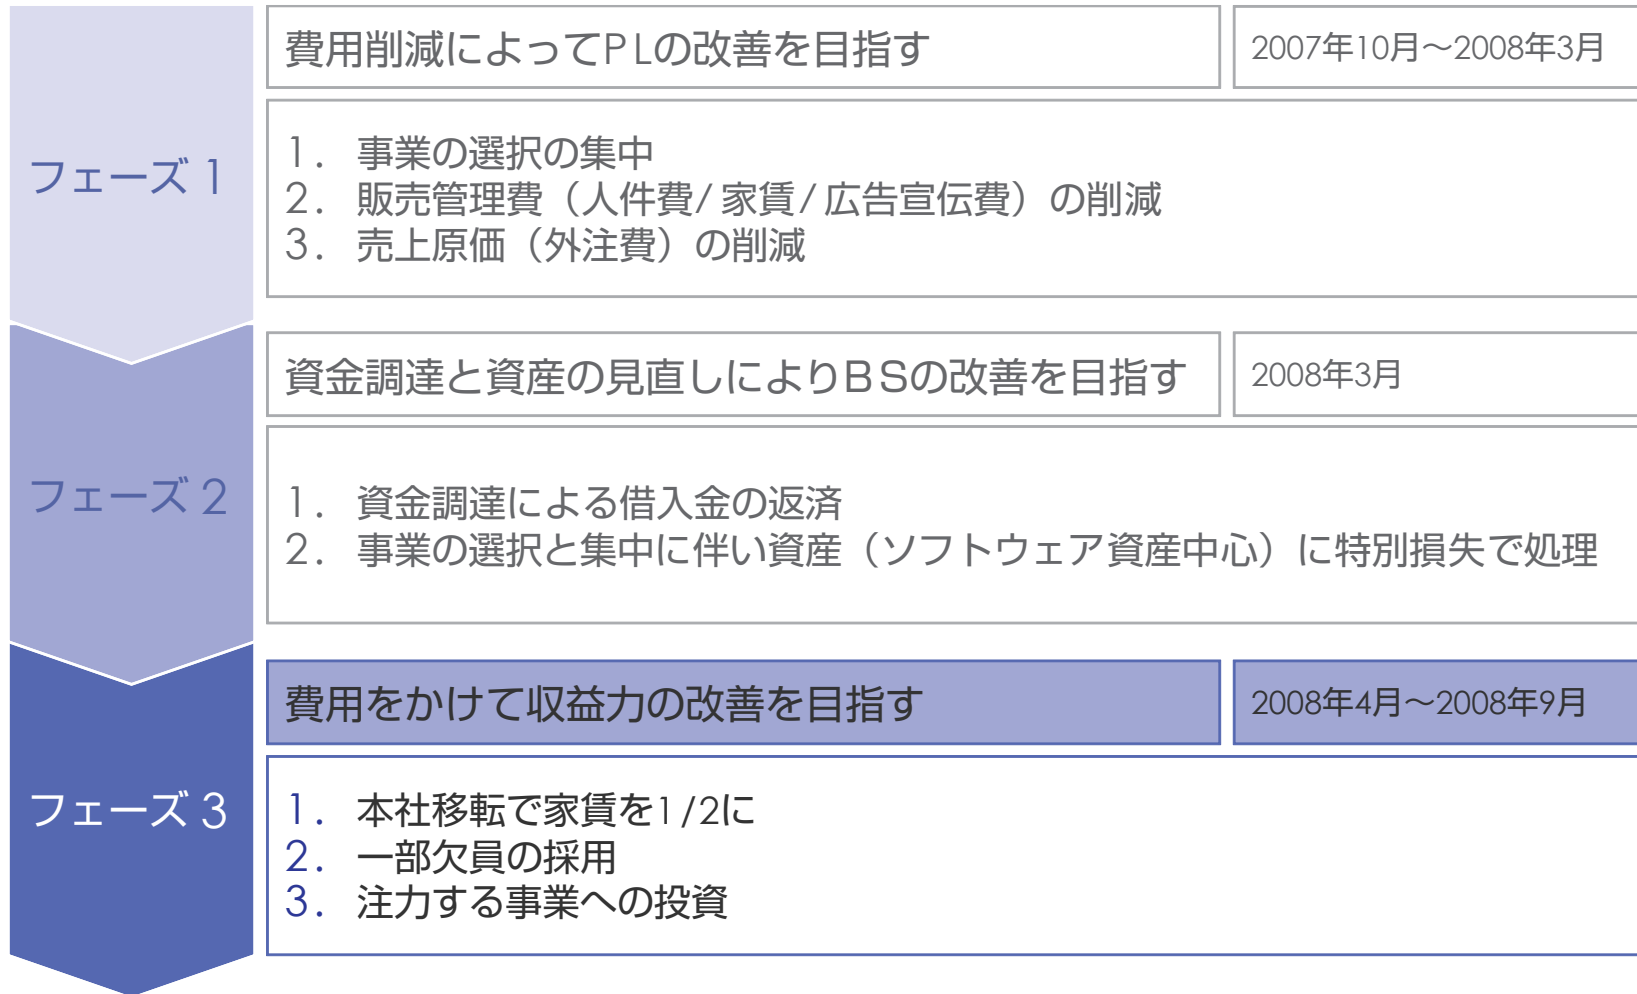 費用削減によってPLの改善を目指す
2007年10月～2008年3月
フェーズ 1
1. 事業の選択の集中
2. 販売管理費（人件費/家賃/広告宣伝費）の削減
3. 売上原価（外注費）の削減
資金調達と資産の見直しによりＢＳの改善を目指す
2008年3月
フェーズ 2
1. 資金調達による借入金の返済
2. 事業の選択と集中に伴い資産（ソフトウェア資産中心）に特別損失で処理
費用をかけて収益力の改善を目指す
2008年4月～2008年9月
フェーズ 3
1. 本社移転で家賃を1/2に
2. 一部欠員の採用
3. 注力する事業への投資